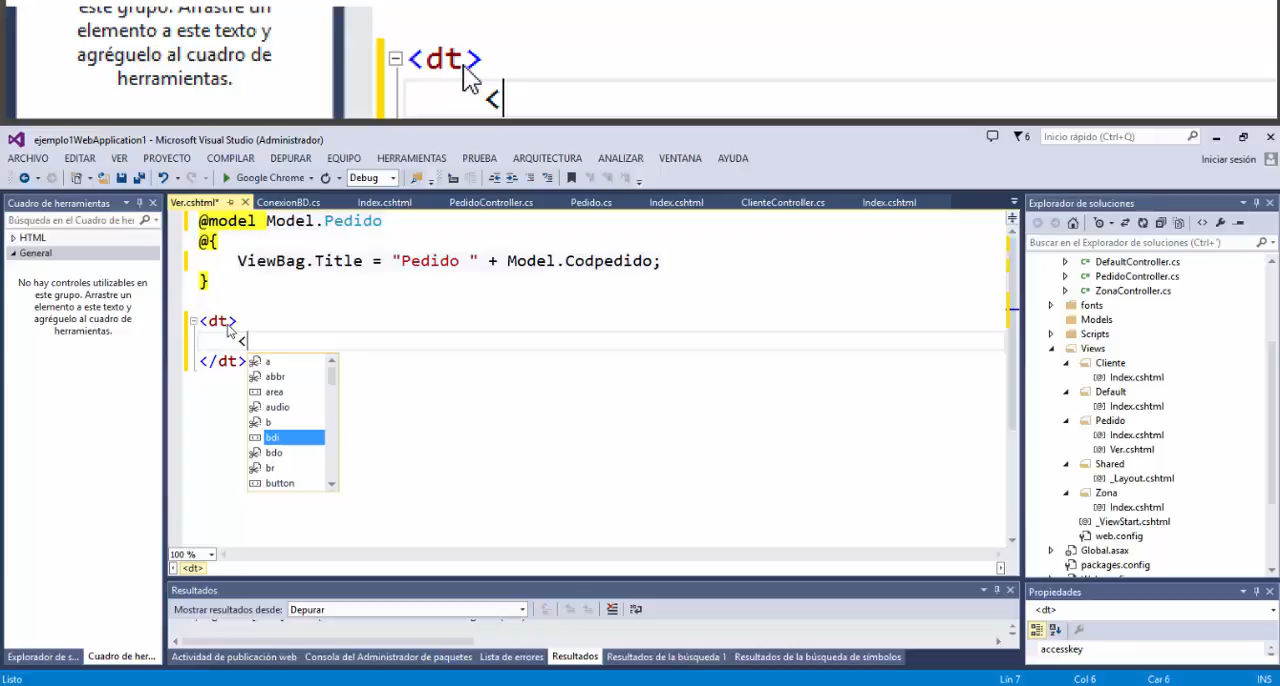 este grupo. Arrastre un
elemento a este texto y
agréguelo al cuadro de
herramientas.
<dt>
<
ejemplo1WebApplication1 - Microsoft Visual Studio (Administrador)
6
Inicio rápido (Ctrl+Q)
ARCHIVO EDITAR VER PROYECTO COMPILAR DEPURAR EQUIPO HERRAMIENTAS PRUEBA ARQUITECTURA ANALIZAR VENTANA AYUDA
Iniciar sesión
Google Chrome
Debug
Cuadro de herramientas
Ver.cshtml* ConexionBD.cs Index.cshtml PedidoController.cs Pedido.cs Index.cshtml ClienteController.cs Index.cshtml
Explorador de soluciones
Búsqueda en el Cuadro de her
HTML
General
No hay controles utilizables en
este grupo. Arrastre un
elemento a este texto y
agréguelo al cuadro de
herramientas.
@model Model.Pedido
@{
ViewBag.Title = "Pedido " + Model.Codpedido;
}
<dt>
<
</dt>
a
abbr
area
audio
b
bdi
bdo
br
button
100 %
<dt>
Buscar en el Explorador de soluciones (Ctrl+´)
DefaultController.cs
PedidoController.cs
ZonaController.cs
fonts
Models
Scripts
Views
Cliente
Index.cshtml
Default
Index.cshtml
Pedido
Index.cshtml
Ver.cshtml
Shared
_Layout.cshtml
Zona
Index.cshtml
_ViewStart.cshtml
web.config
Global.asax
packages.config
Resultados
Mostrar resultados desde: Depurar
Propiedades
<dt>
accesskey
Explorador de s... Cuadro de her...
Actividad de publicación web Consola del Administrador de paquetes Lista de errores Resultados Resultados de la búsqueda 1 Resultados de la búsqueda de símbolos
Listo
Lín 7 Col 6 Car 6 INS